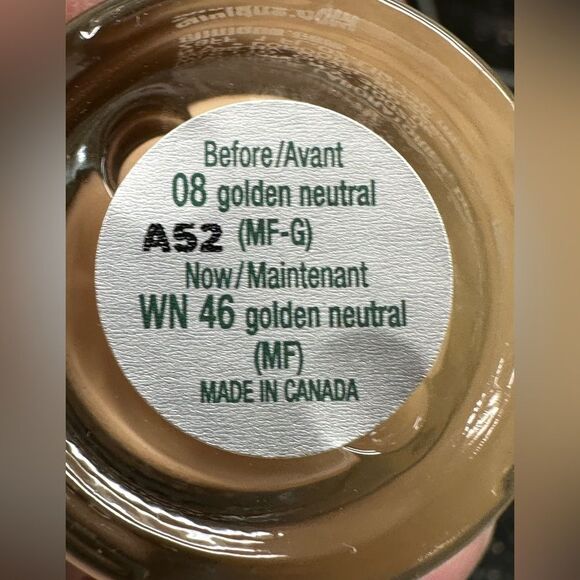 Before/Avant
08 golden neutral
A52 (MF-G)
Now/Maintenant
WN 46 golden neutral
(MF)
MADE IN CANADA